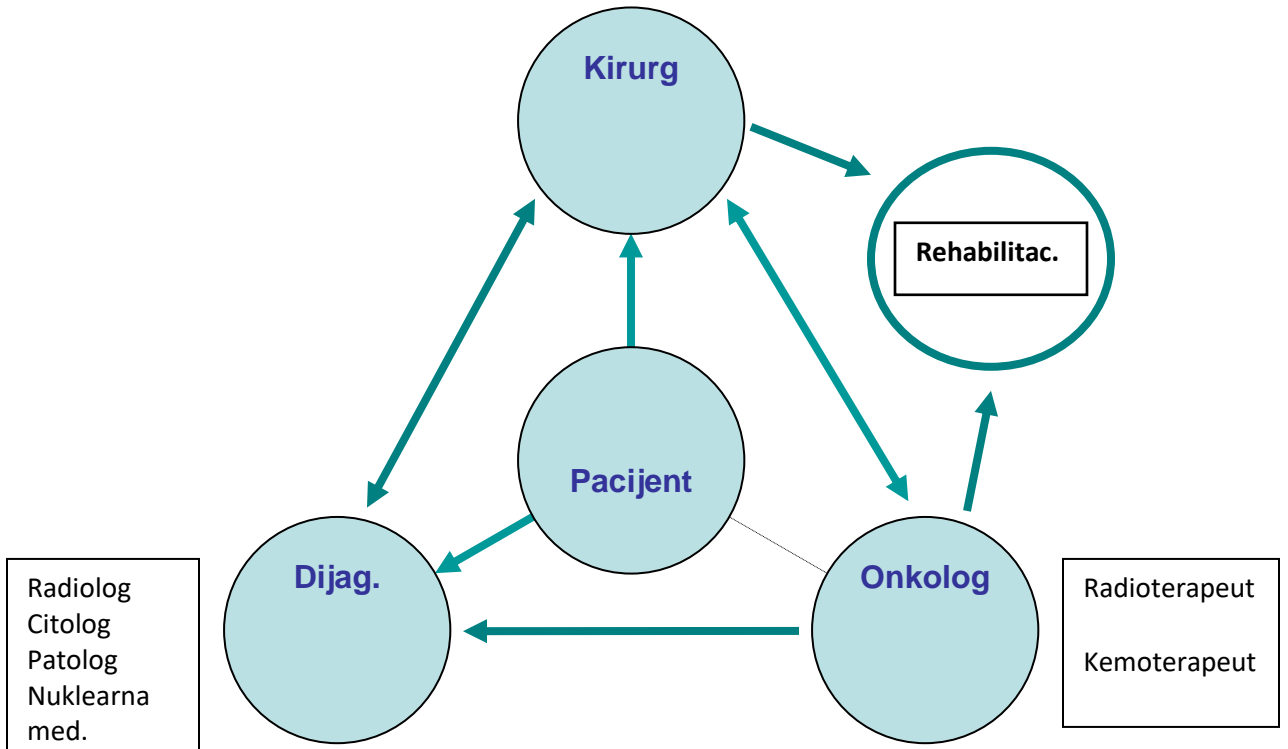 Kirurg
Rehabilitac.
Pacijent
Dijag.
Onkolog
Radiolog
Citolog
Patolog
Nuklearna
med.
Radioterapeut
Kemoterapeut